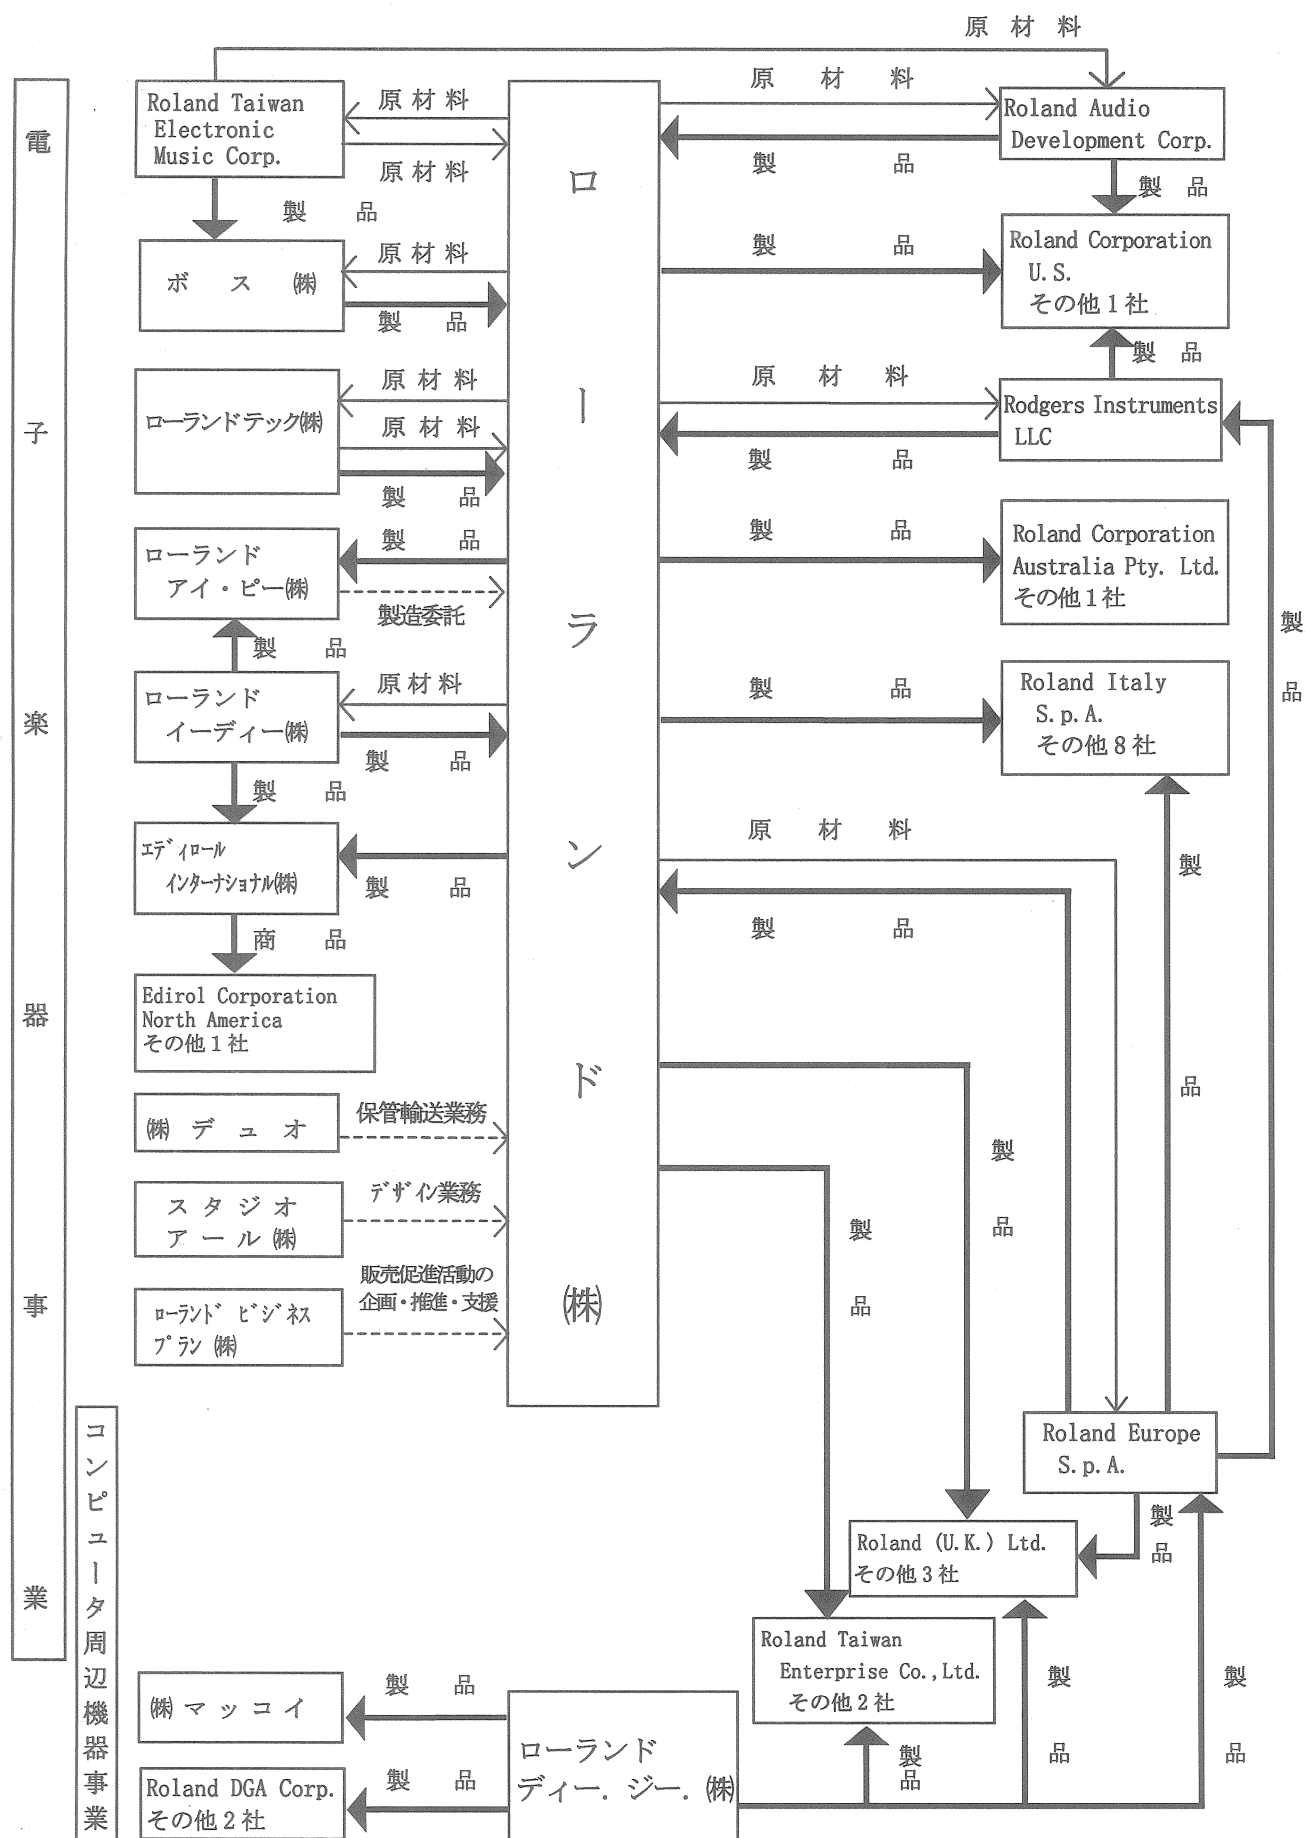 原材料
電子楽器事業
コンピュータ周辺機器事業
Roland Taiwan
Electronic
Music Corp.
原材料
原材料
製品
ボス㈱
原材料
製品
ローランドテック㈱
原材料
原材料
製品
ローランド
アイ・ピー㈱
製品
製造委託
製品
ローランド
イーディー㈱
原材料
製品
製品
エディロール
インターナショナル㈱
製品
商品
Edirol Corporation
North America
その他1社
㈱デュオ
保管輸送業務
スタジオ
アール㈱
デザイン業務
ローランド ビジネス
プラン㈱
販売促進活動の
企画・推進・支援
ローランド㈱
原材料
製品
Roland Audio
Development Corp.
製品
製品
Roland Corporation
U.S.
その他1社
製品
原材料
製品
Rodgers Instruments
LLC
製品
Roland Corporation
Australia Pty. Ltd.
その他1社
製品
製品
Roland Italy
S.p.A.
その他8社
原材料
製品
製品
製品
製品
Roland Europe
S.p.A.
製品
Roland (U.K.) Ltd.
その他3社
Roland Taiwan
Enterprise Co.,Ltd.
その他2社
製品
製品
製品
㈱マッコイ
製品
Roland DGA Corp.
その他2社
製品
ローランド
ディー．ジー．㈱